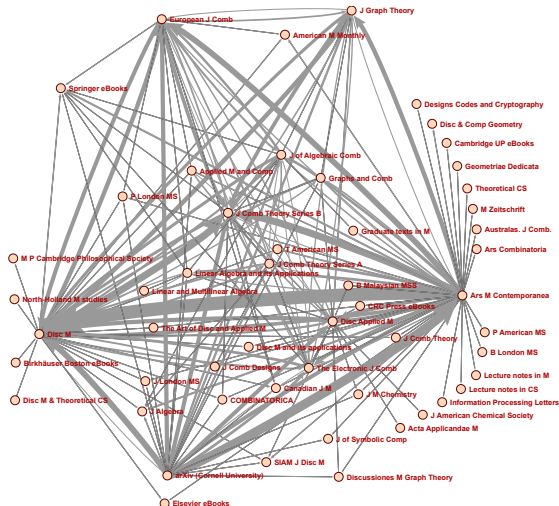 European J Comb
J Graph Theory
American M Monthly
Springer eBooks
Designs Codes and Cryptography
Disc & Comp Geometry
Cambridge UP eBooks
J of Algebraic Comb
Applied M and Comp
Geometriae Dedicata
Graphs and Comb
Theoretical CS
P London MS
M Zeitschrift
J Comb Theory Series B
Graduate texts in M
Australas. J Comb.
T American MS
Ars Combinatoria
M P Cambridge Philosophical Society
J Comb Theory Series A
Linear Algebra and its Applications
B Malaysian MSS
Linear and Multilinear Algebra
Ars M Contemporanea
North-Holland M studies
CRC Press eBooks
Disc Applied M
The Art of Disc and Applied M
Disc M
P American MS
J Comb Theory
Disc M and its applications
B London MS
Birkhäuser Boston eBooks
J Comb Designs
The Electronic J Comb
Lecture notes in M
J London MS
Canadian J M
Lecture notes in CS
J M Chemistry
Disc M & Theoretical CS
COMBINATORICA
Information Processing Letters
J Algebra
J American Chemical Society
Acta Applicandae M
J of Symbolic Comp
SIAM J Disc M
arXiv (Cornell University)
Discussiones M Graph Theory
Elsevier eBooks